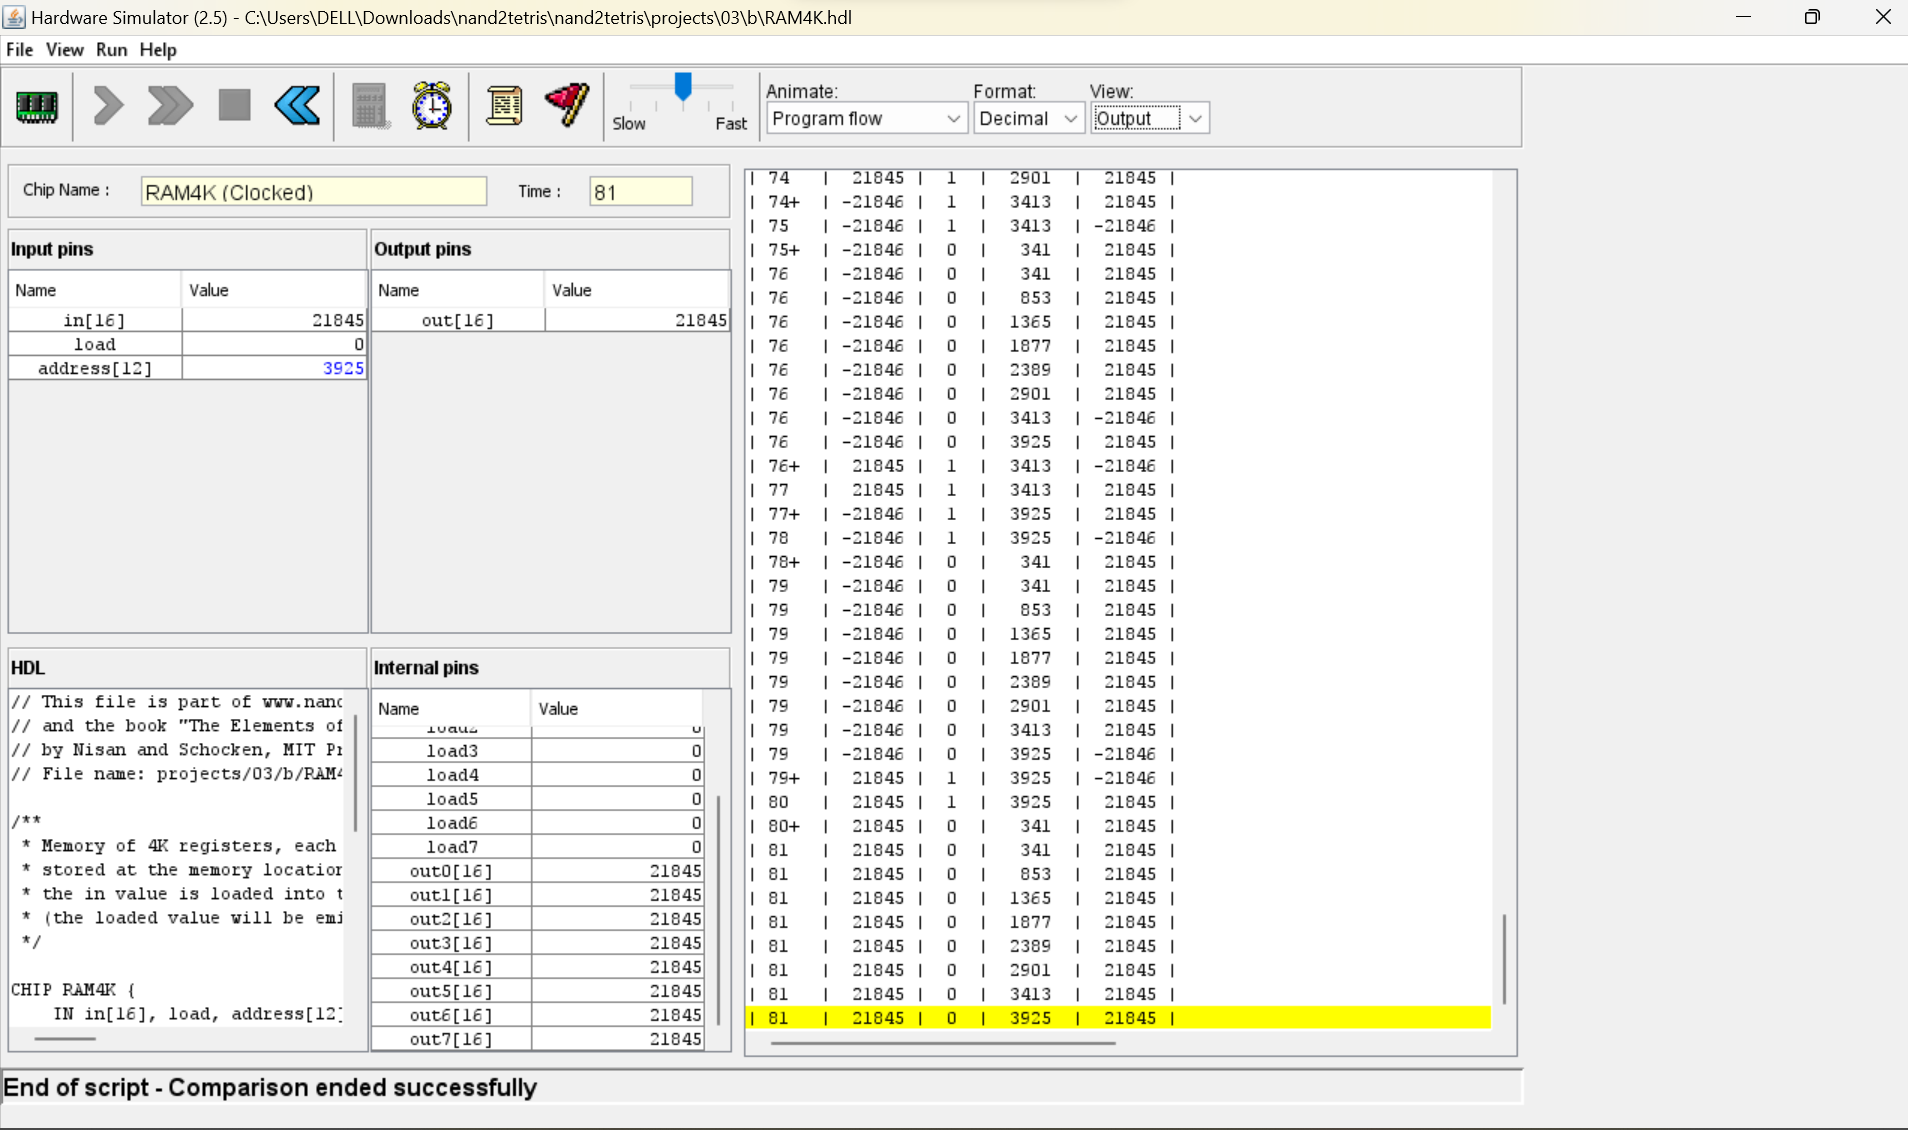 Hardware Simulator (2.5) - C:\Users\DELL\Downloads\nand2tetris\nand2tetris\projects\03\b\RAM4K.hdl
File View Run Help
Animate: Format: View:
Slow Fast Program flow Decimal Output
Chip Name : RAM4K (Clocked) Time : 81
Input pins
Name Value
in[16] 21845
load 0
address[12] 3925
Output pins
Name Value
out[16] 21845
HDL
// This file is part of www.nand
// and the book "The Elements of
// by Nisan and Schocken, MIT Pr
// File name: projects/03/b/RAM4
/**
* Memory of 4K registers, each
* stored at the memory location
* the in value is loaded into t
* (the loaded value will be emi
*/
CHIP RAM4K {
IN in[16], load, address[12]
Internal pins
Name Value
load2 0
load3 0
load4 0
load5 0
load6 0
load7 0
out0[16] 21845
out1[16] 21845
out2[16] 21845
out3[16] 21845
out4[16] 21845
out5[16] 21845
out6[16] 21845
out7[16] 21845
| 74 | 21845 | 1 | 2901 | 21845 |
| 74+ | -21846 | 1 | 3413 | 21845 |
| 75 | -21846 | 1 | 3413 | -21846 |
| 75+ | -21846 | 0 | 341 | 21845 |
| 76 | -21846 | 0 | 341 | 21845 |
| 76 | -21846 | 0 | 853 | 21845 |
| 76 | -21846 | 0 | 1365 | 21845 |
| 76 | -21846 | 0 | 1877 | 21845 |
| 76 | -21846 | 0 | 2389 | 21845 |
| 76 | -21846 | 0 | 2901 | 21845 |
| 76 | -21846 | 0 | 3413 | -21846 |
| 76 | -21846 | 0 | 3925 | 21845 |
| 76+ | 21845 | 1 | 3413 | -21846 |
| 77 | 21845 | 1 | 3413 | 21845 |
| 77+ | -21846 | 1 | 3925 | 21845 |
| 78 | -21846 | 1 | 3925 | -21846 |
| 78+ | -21846 | 0 | 341 | 21845 |
| 79 | -21846 | 0 | 341 | 21845 |
| 79 | -21846 | 0 | 853 | 21845 |
| 79 | -21846 | 0 | 1365 | 21845 |
| 79 | -21846 | 0 | 1877 | 21845 |
| 79 | -21846 | 0 | 2389 | 21845 |
| 79 | -21846 | 0 | 2901 | 21845 |
| 79 | -21846 | 0 | 3413 | 21845 |
| 79 | -21846 | 0 | 3925 | -21846 |
| 79+ | 21845 | 1 | 3925 | -21846 |
| 80 | 21845 | 1 | 3925 | 21845 |
| 80+ | 21845 | 0 | 341 | 21845 |
| 81 | 21845 | 0 | 341 | 21845 |
| 81 | 21845 | 0 | 853 | 21845 |
| 81 | 21845 | 0 | 1365 | 21845 |
| 81 | 21845 | 0 | 1877 | 21845 |
| 81 | 21845 | 0 | 2389 | 21845 |
| 81 | 21845 | 0 | 2901 | 21845 |
| 81 | 21845 | 0 | 3413 | 21845 |
| 81 | 21845 | 0 | 3925 | 21845 |
End of script - Comparison ended successfully